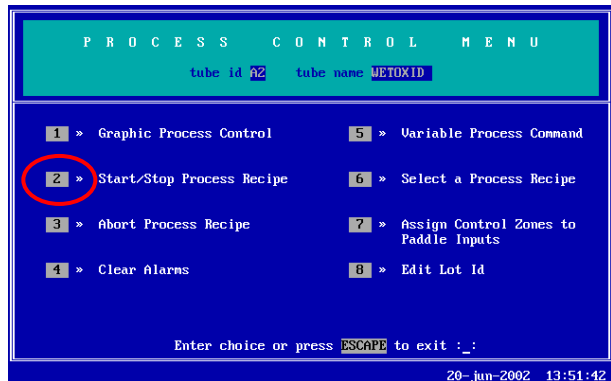 P R O C E S S   C O N T R O L   M E N U
tube id A2   tube name WETOXID
1 » Graphic Process Control
2 » Start/Stop Process Recipe
3 » Abort Process Recipe
4 » Clear Alarms
5 » Variable Process Command
6 » Select a Process Recipe
7 » Assign Control Zones to
Paddle Inputs
8 » Edit Lot Id
Enter choice or press ESCAPE to exit :_:
20-jun-2002 13:51:42